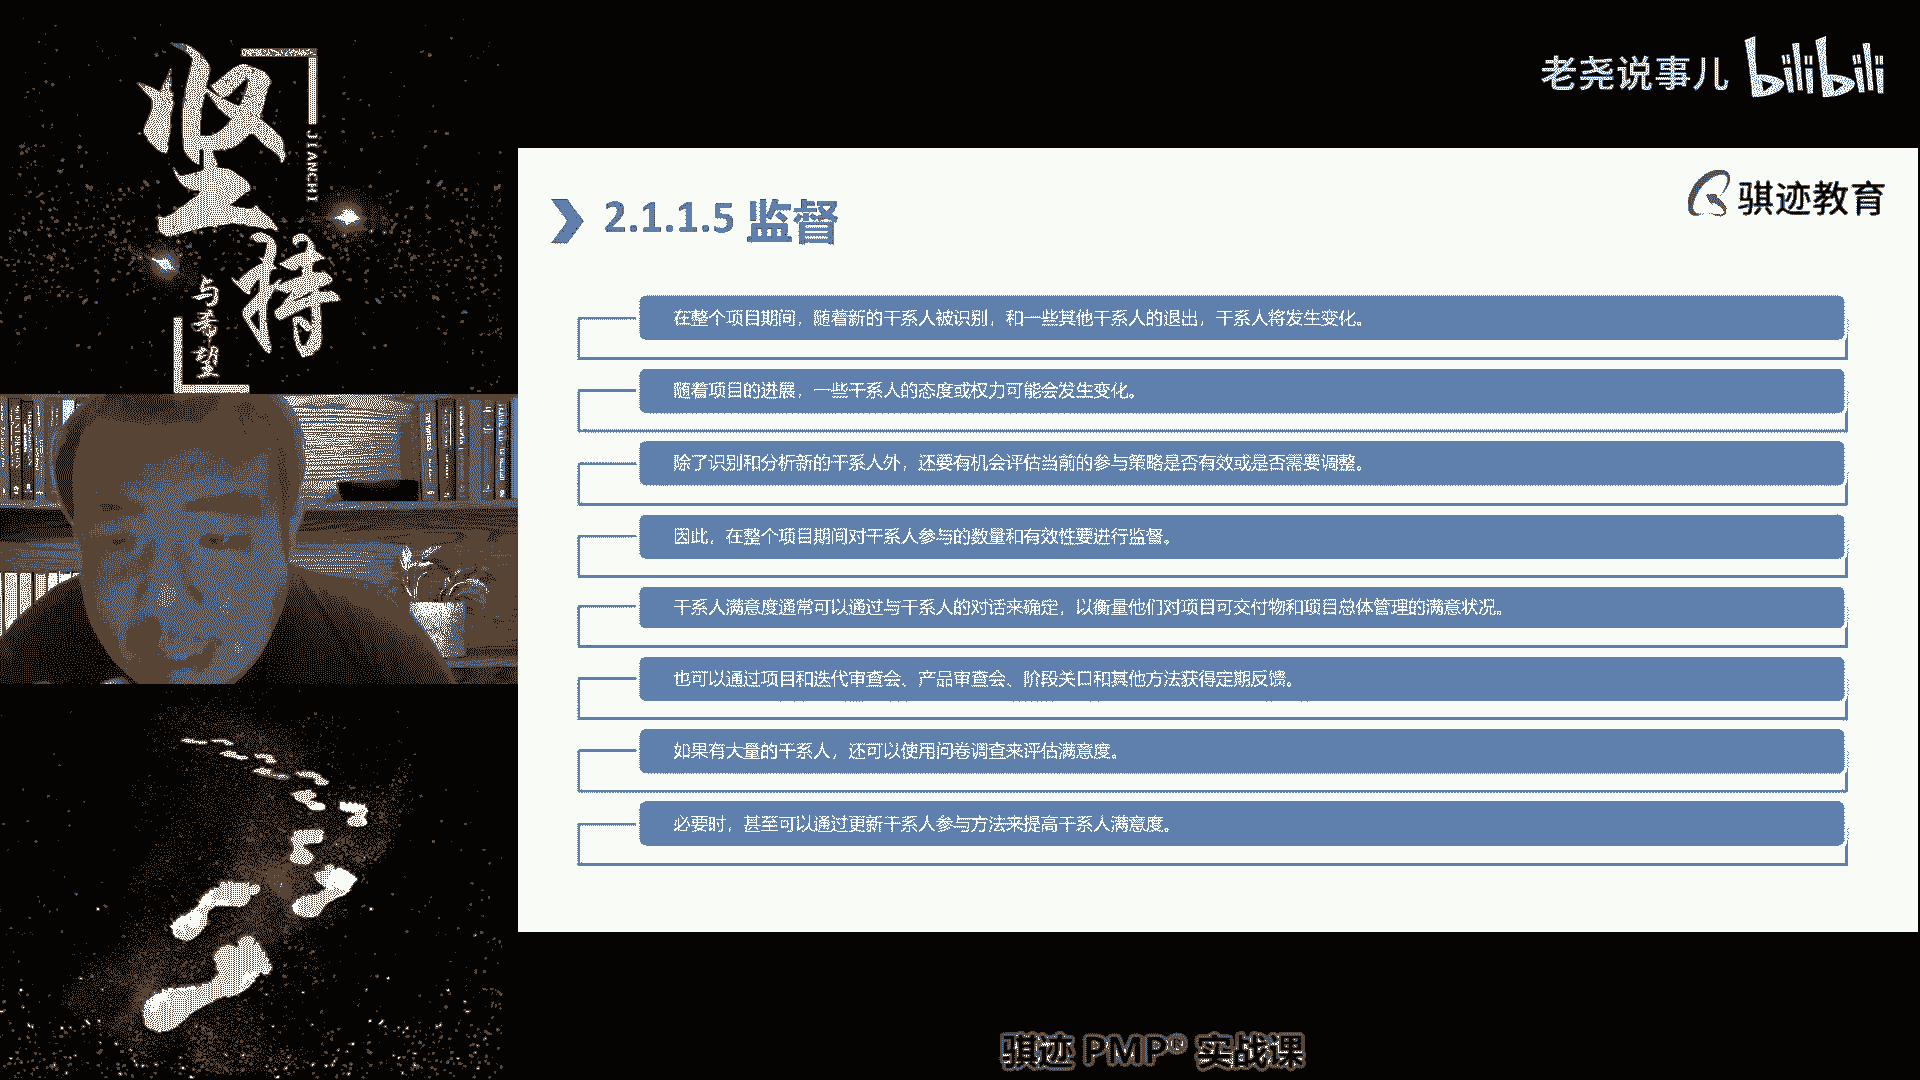 坚持
JIANCHI
与希望
老尧说事儿 bilibili
骐迹教育
2.1.1.5 监督
在整个项目期间，随着新的干系人被识别，和一些其他干系人的退出，干系人将发生变化。
随着项目的进展，一些干系人的态度或权力可能会发生变化。
除了识别和分析新的干系人外，还要有机会评估当前的参与策略是否有效或是否需要调整。
因此，在整个项目期间对干系人参与的数量和有效性要进行监督。
干系人满意度通常可以通过与干系人的对话来确定，以衡量他们对项目可交付物和项目总体管理的满意状况。
也可以通过项目和迭代审查会、产品审查会、阶段关口和其他方法获得定期反馈。
如果有大量的干系人，还可以使用问卷调查来评估满意度。
必要时，甚至可以通过更新干系人参与方法来提高干系人满意度。
骐迹 PMP® 实战课